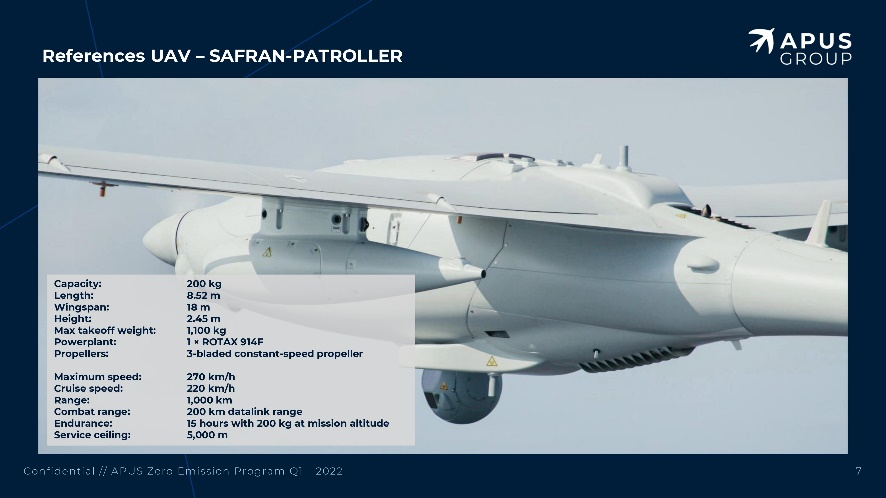 References UAV – SAFRAN-PATROLLER
APUS
GROUP
Capacity: 200 kg
Length: 8.52 m
Wingspan: 18 m
Height: 2.45 m
Max takeoff weight: 1,100 kg
Powerplant: 1 × ROTAX 914F
Propellers: 3-bladed constant-speed propeller
Maximum speed: 270 km/h
Cruise speed: 220 km/h
Range: 1,000 km
Combat range: 200 km datalink range
Endurance: 15 hours with 200 kg at mission altitude
Service ceiling: 5,000 m
Confidential // APUS Zero Emission Program Q1 2022
7